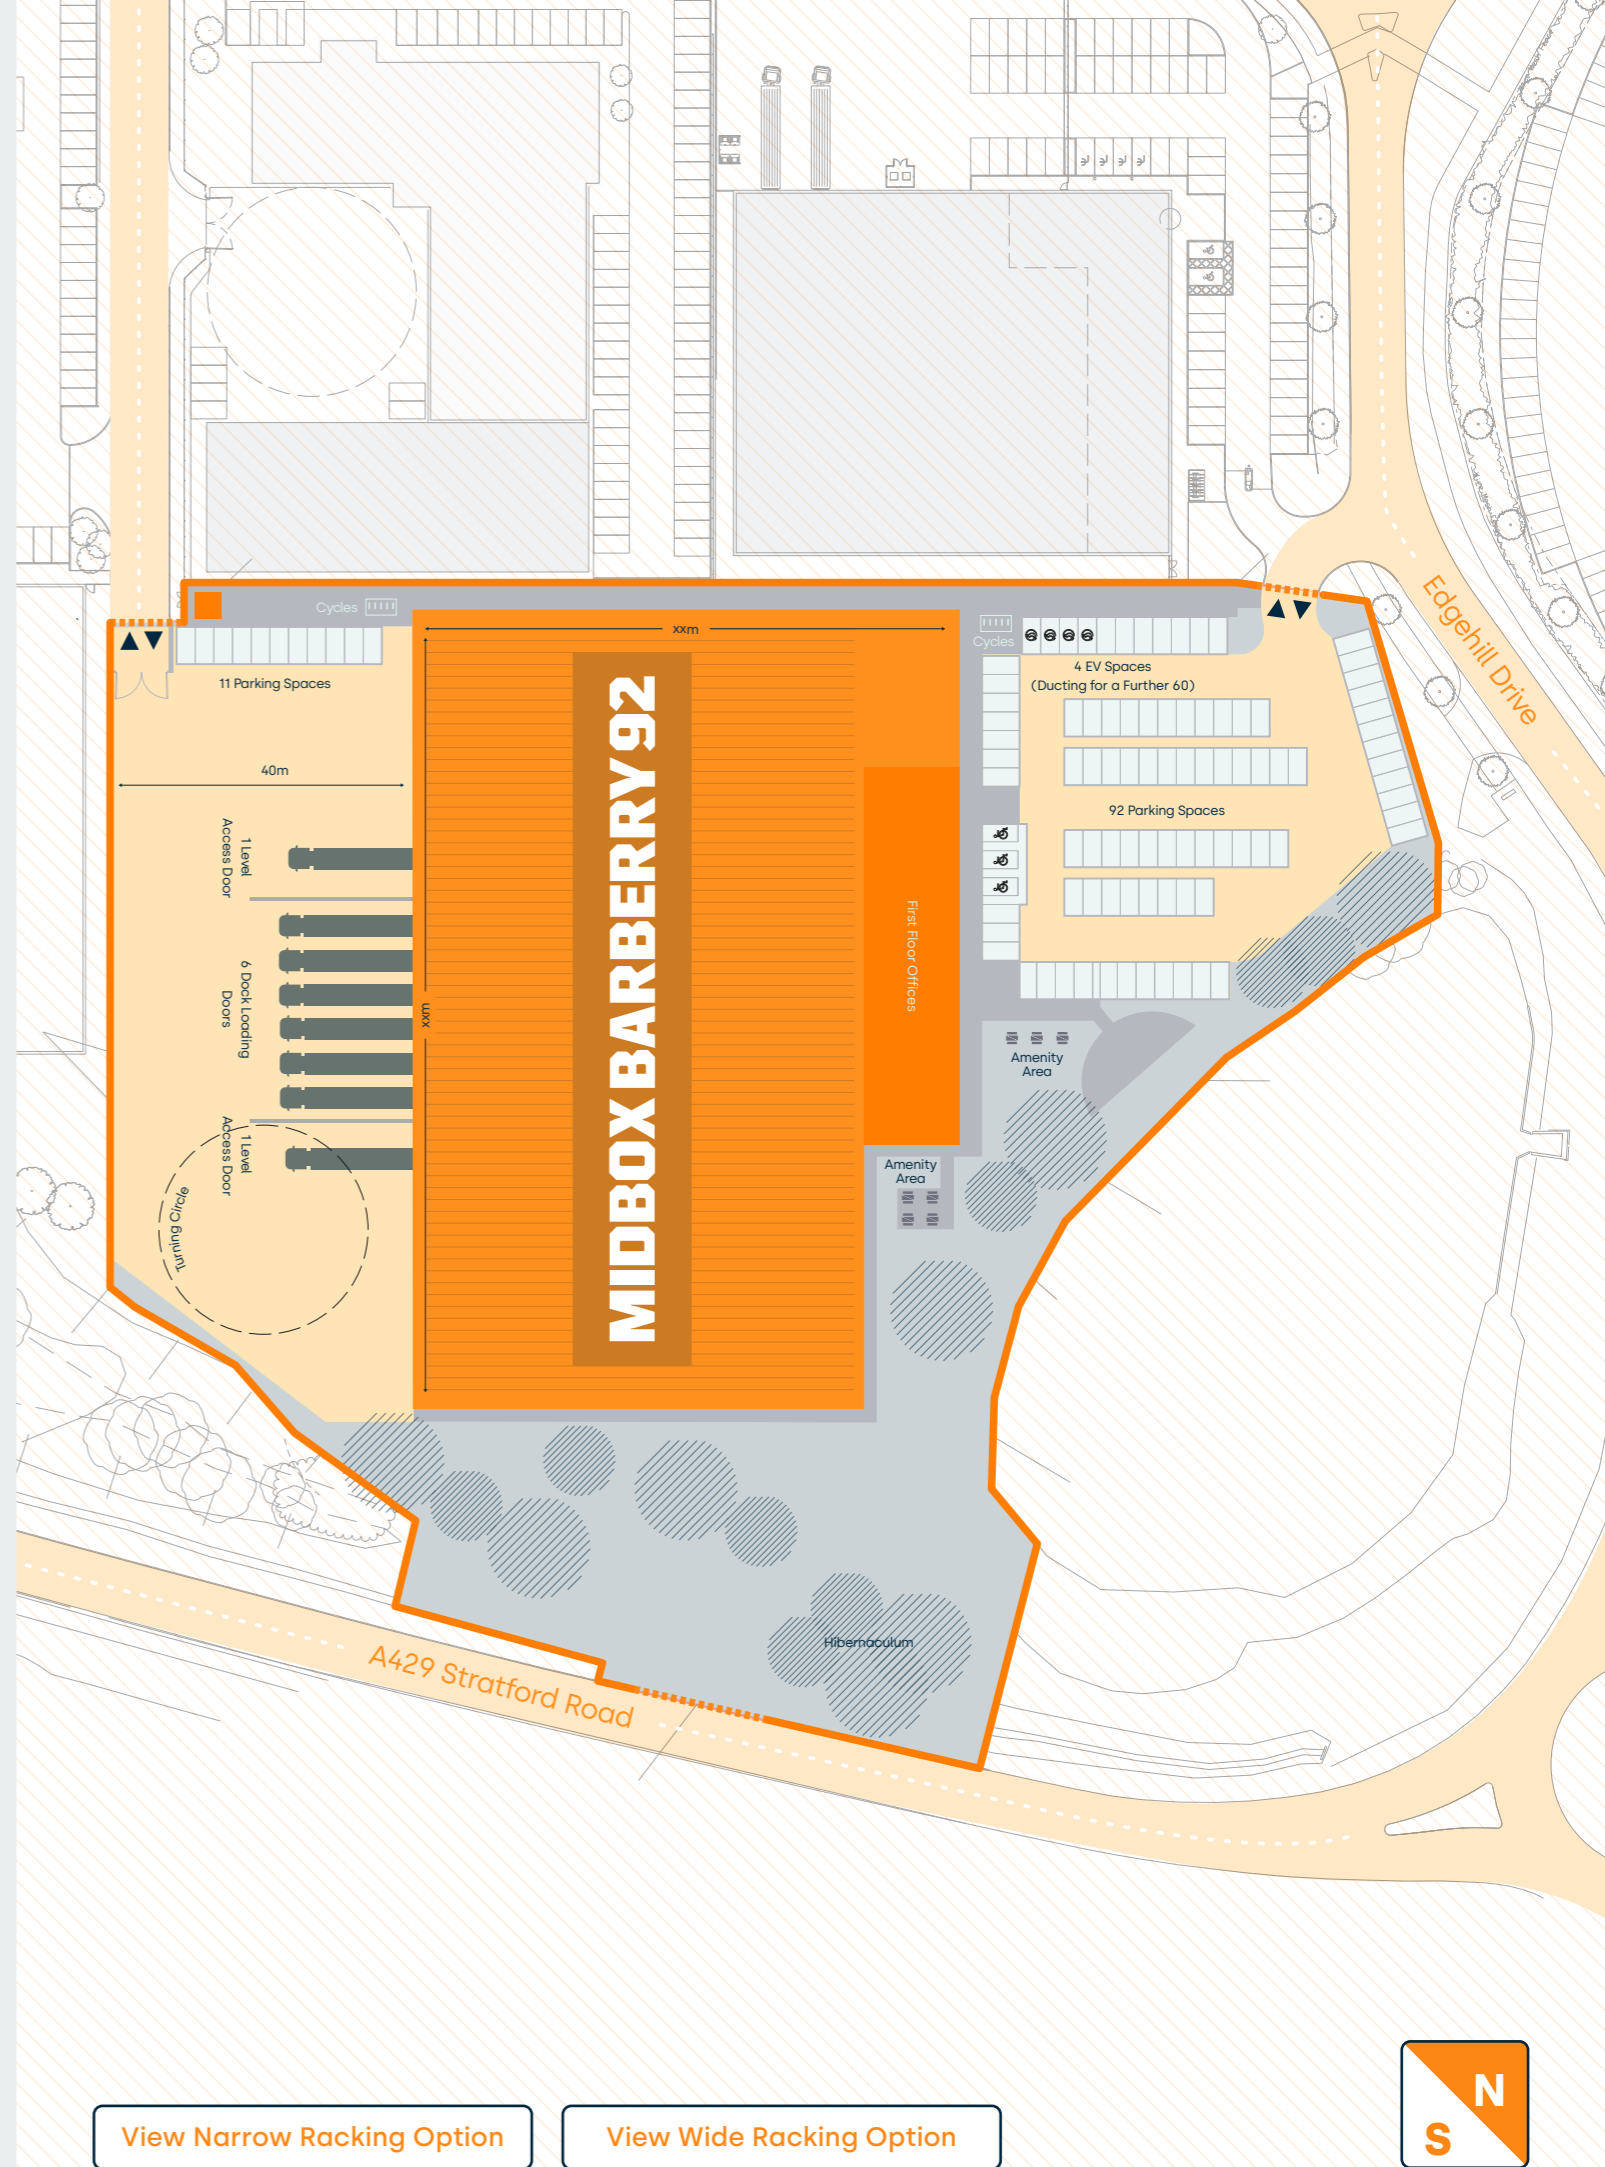 Edgehill Drive
Cycles
xxm
Cycles
4 EV Spaces
(Ducting for a Further 60)
11 Parking Spaces
40m
92 Parking Spaces
1 Level
Access Door
MIDBOX BARBERRY 92
First Floor Offices
6 Dock Loading
Doors
xxm
Amenity
Area
1 Level
Access Door
Amenity
Area
Turning Circle
Hibernaculum
A429 Stratford Road
N
S
View Narrow Racking Option
View Wide Racking Option